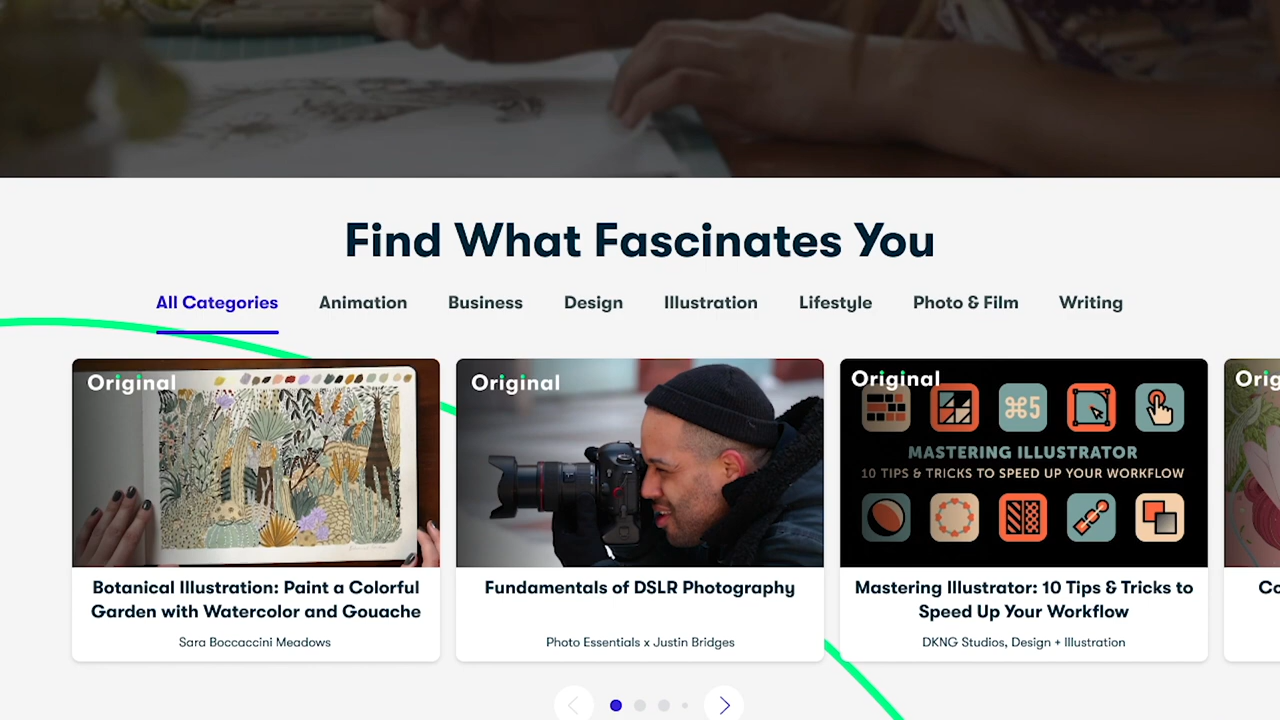 Find What Fascinates You
All Categories
Animation
Business
Design
Illustration
Lifestyle
Photo & Film
Writing
Original
Botanical Illustration: Paint a Colorful
Garden with Watercolor and Gouache
Sara Boccaccini Meadows
Original
Fundamentals of DSLR Photography
Photo Essentials x Justin Bridges
Original
⌘5
MASTERING ILLUSTRATOR
10 TIPS & TRICKS TO SPEED UP YOUR WORKFLOW
Mastering Illustrator: 10 Tips & Tricks to
Speed Up Your Workflow
DKNG Studios, Design + Illustration
Orig
Co